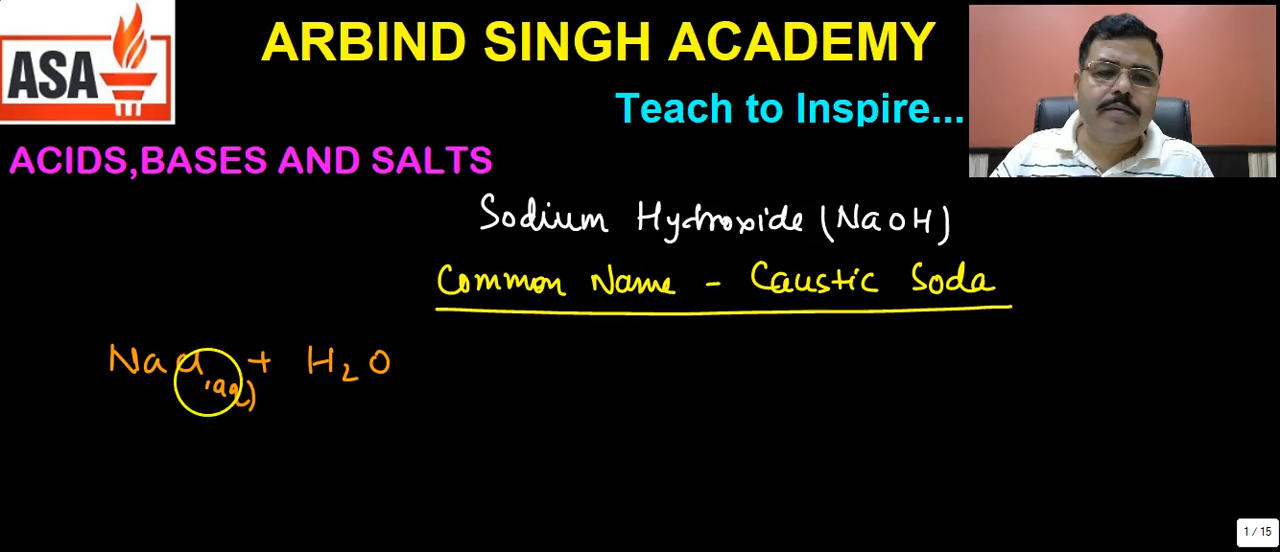 ASA
ARBIND SINGH ACADEMY
Teach to Inspire...
ACIDS,BASES AND SALTS
Sodium Hydroxide (NaOH)
Common Name - Caustic Soda
NaCl (aq) + H2O
1 / 15